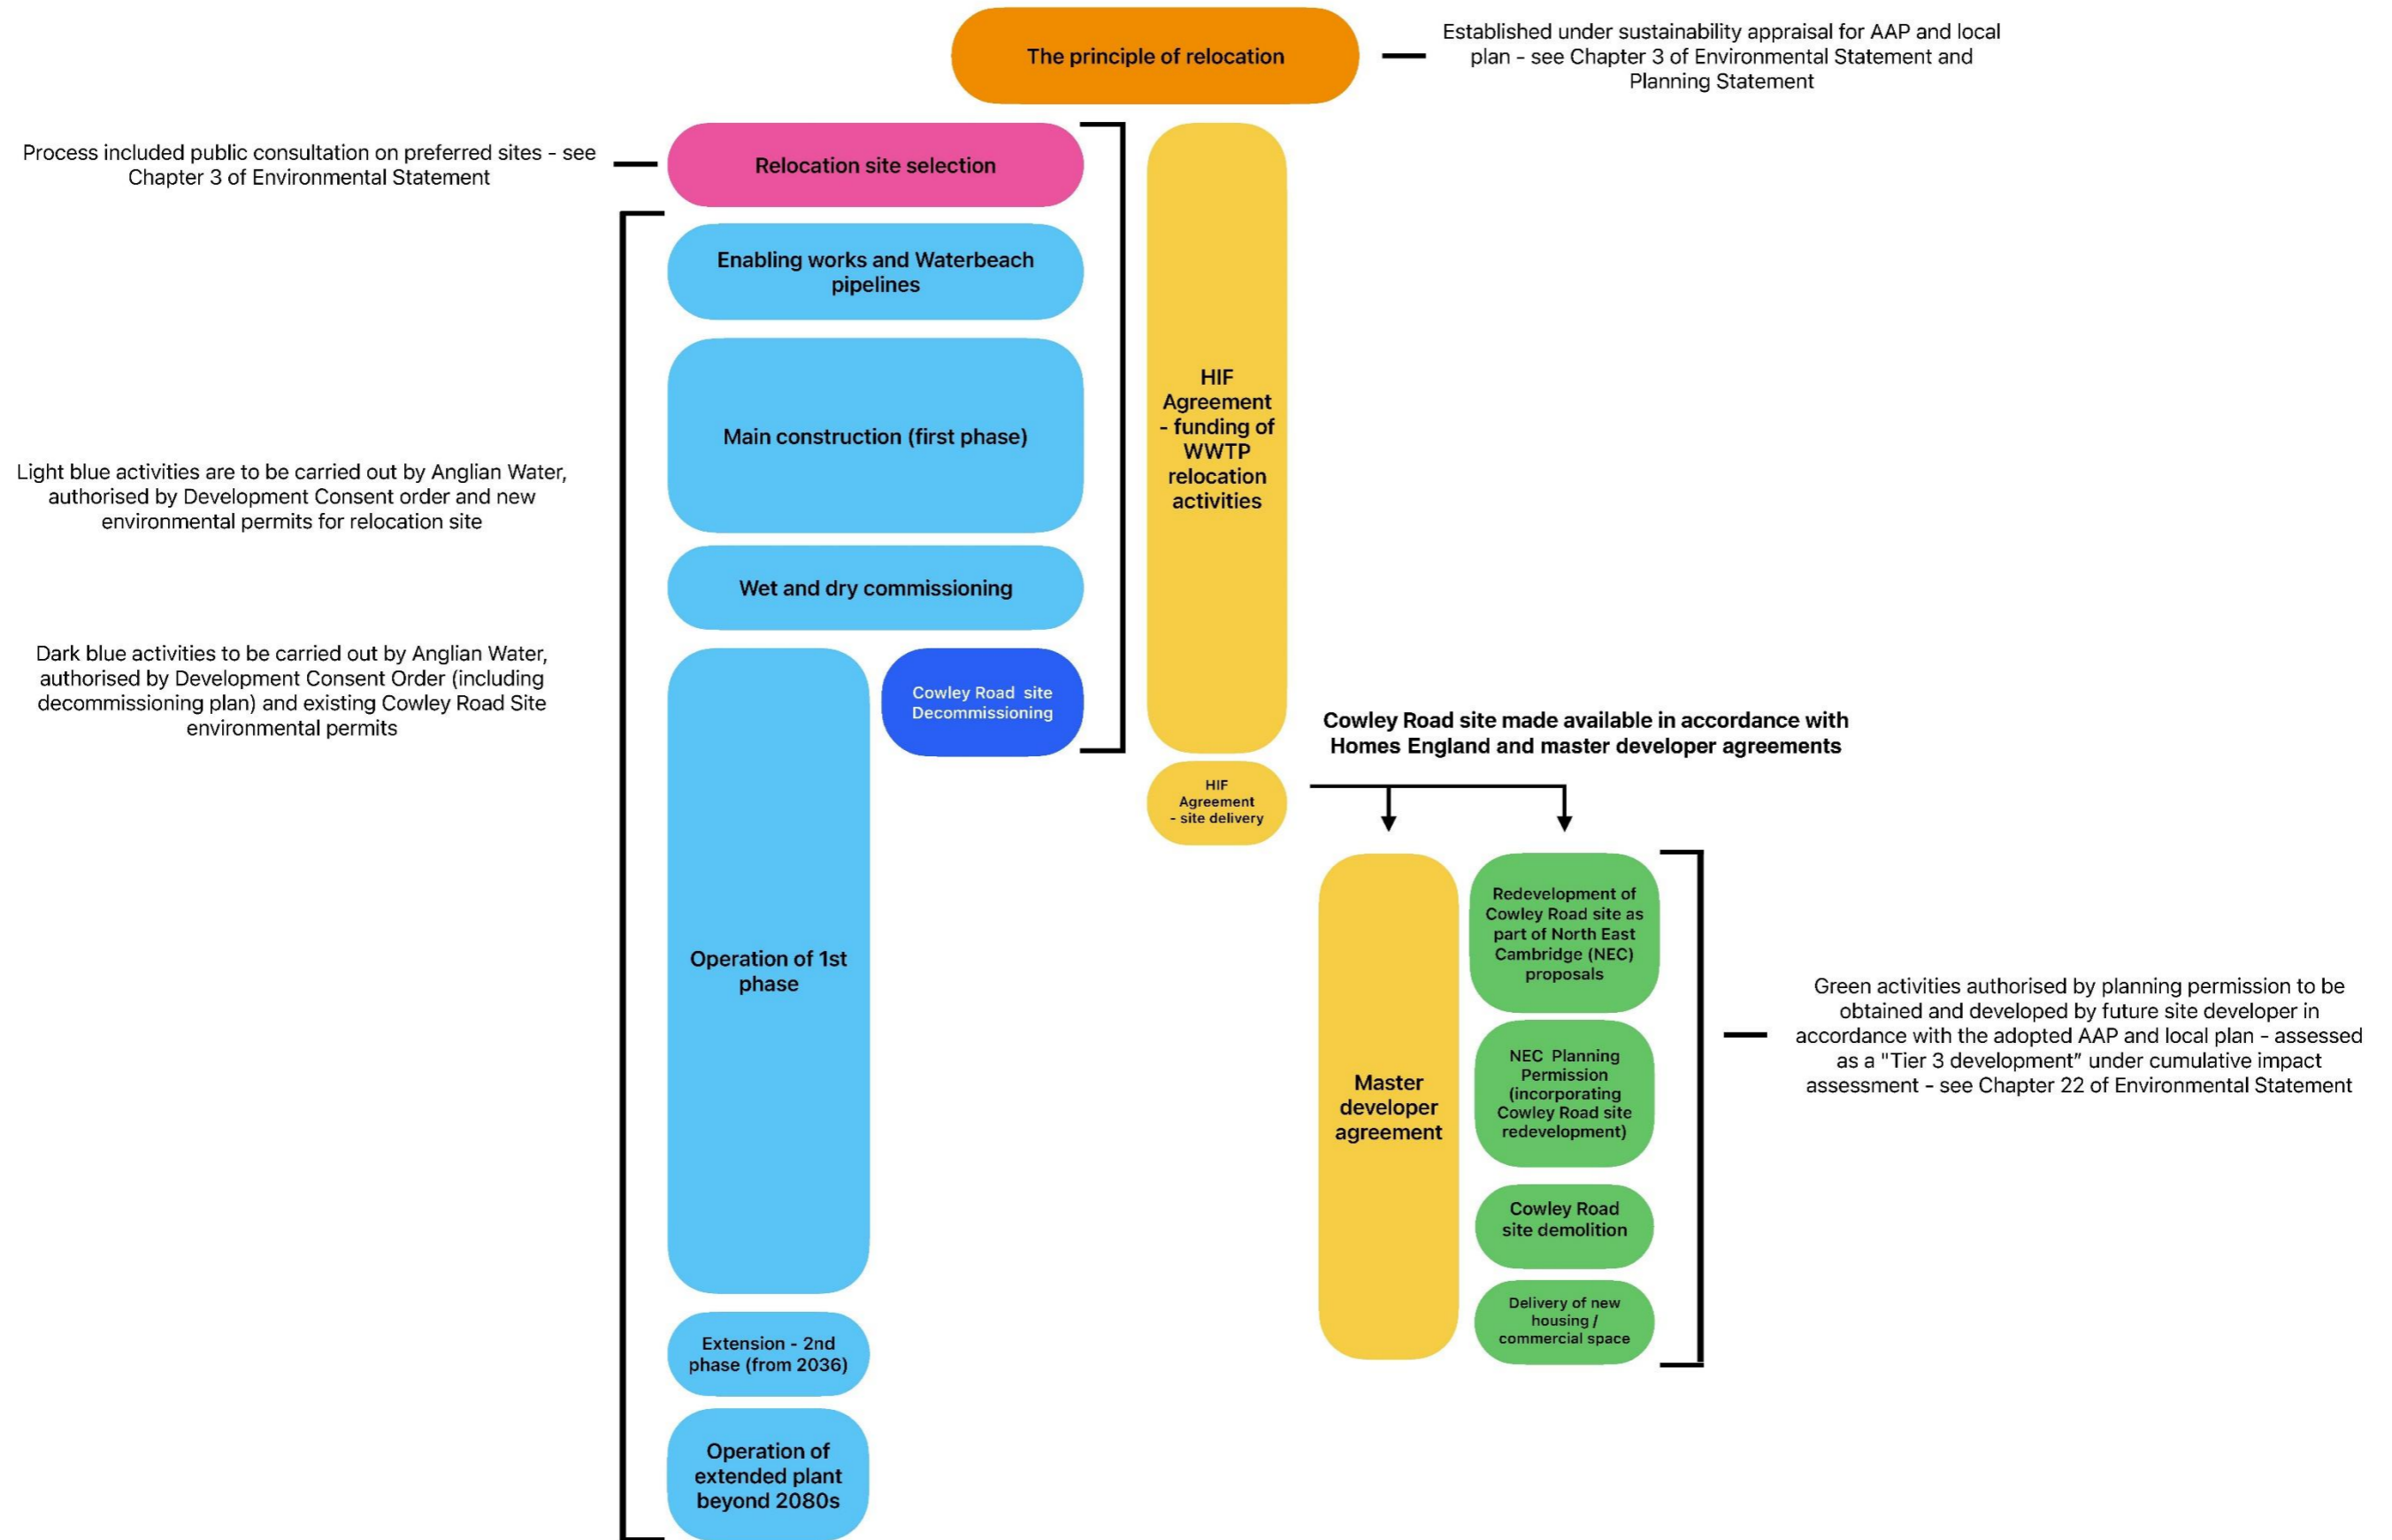 The principle of relocation
Established under sustainability appraisal for AAP and local
plan - see Chapter 3 of Environmental Statement and
Planning Statement
Process included public consultation on preferred sites - see
Chapter 3 of Environmental Statement
Relocation site selection
Enabling works and Waterbeach
pipelines
Main construction (first phase)
HIF
Agreement
- funding of
WWTP
relocation
activities
Light blue activities are to be carried out by Anglian Water,
authorised by Development Consent order and new
environmental permits for relocation site
Wet and dry commissioning
Dark blue activities to be carried out by Anglian Water,
authorised by Development Consent Order (including
decommissioning plan) and existing Cowley Road Site
environmental permits
Cowley Road site
Decommissioning
Cowley Road site made available in accordance with
Homes England and master developer agreements
HIF
Agreement
- site delivery
Operation of 1st
phase
Master
developer
agreement
Redevelopment of
Cowley Road site as
part of North East
Cambridge (NEC)
proposals
NEC Planning
Permission
(incorporating
Cowley Road site
redevelopment)
Cowley Road
site demolition
Delivery of new
housing /
commercial space
Green activities authorised by planning permission to be
obtained and developed by future site developer in
accordance with the adopted AAP and local plan - assessed
as a "Tier 3 development” under cumulative impact
assessment - see Chapter 22 of Environmental Statement
Extension - 2nd
phase (from 2036)
Operation of
extended plant
beyond 2080s